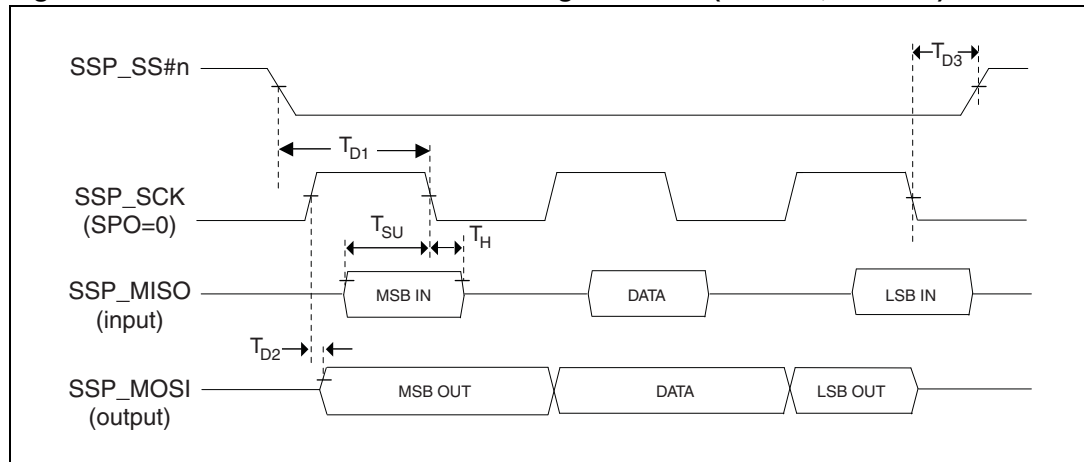 SSP_SS#n
T_D3
T_D1
SSP_SCK
(SPO=0)
T_SU
T_H
SSP_MISO
(input)
MSB IN
DATA
LSB IN
T_D2
SSP_MOSI
(output)
MSB OUT
DATA
LSB OUT